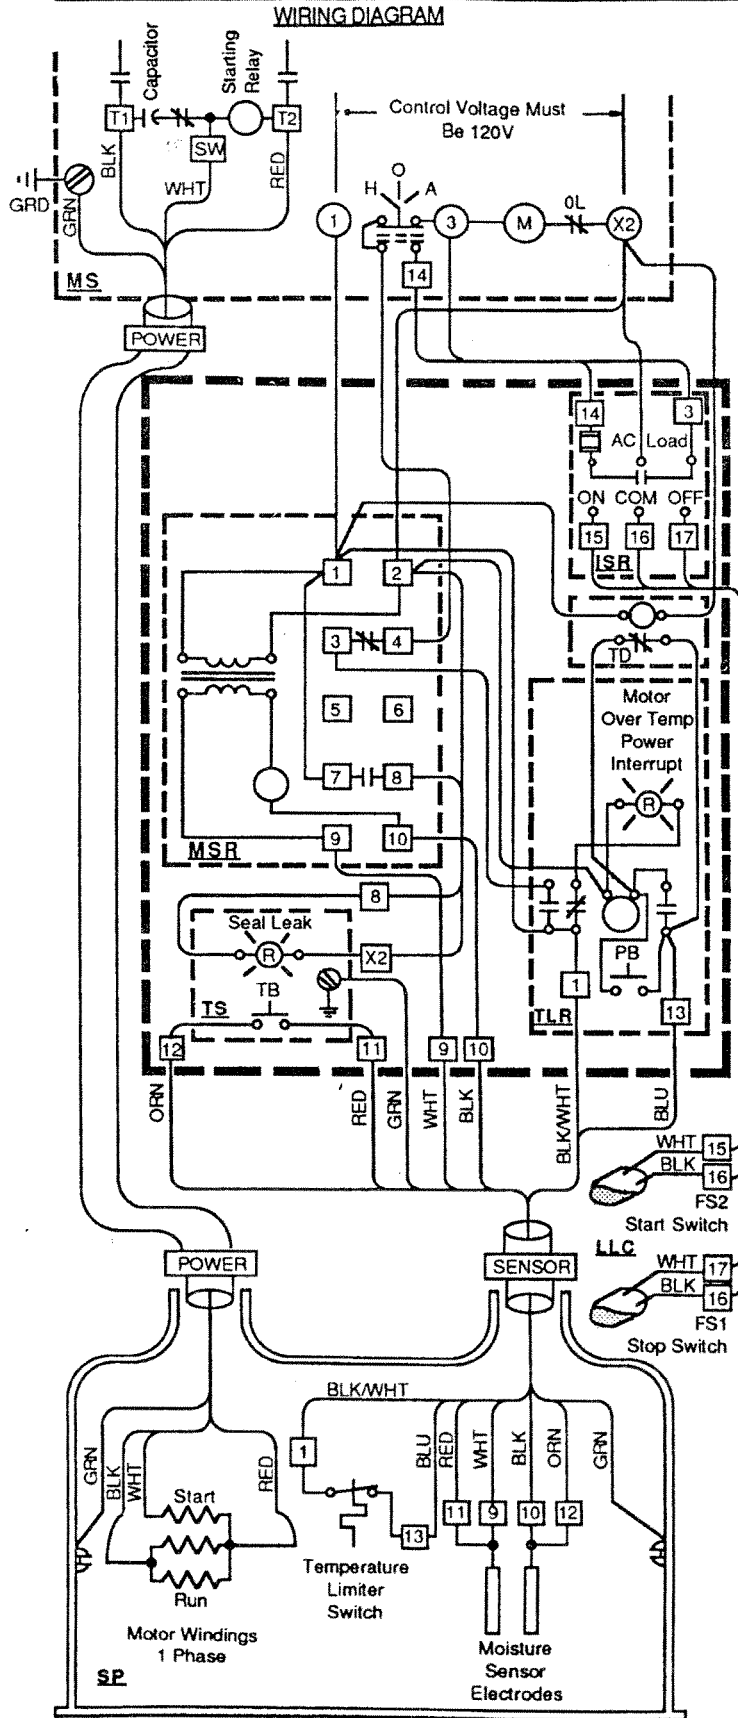 WIRING DIAGRAM
Capacitor
Starting
Relay
T1
T2
SW
BLK
WHT
RED
GRD
GRN
MS
POWER
Control Voltage Must
Be 120V
O
H A
1
3
M
OL
X2
14
14
3
AC Load
ON COM OFF
15 16 17
ISR
TD
1 2
3 4
5 6
7 8
9 10
MSR
Motor
Over Temp
Power
Interrupt
R
PB
1
13
TLR
8
Seal Leak
R
X2
TB
TS
12
11
9
10
ORN
RED
GRN
WHT
BLK
BLK/WHT
BLU
WHT 15
BLK 16
FS2
Start Switch
LLC
WHT 17
BLK 16
FS1
Stop Switch
POWER
SENSOR
BLK/WHT
GRN
BLK
WHT
RED
Start
Run
Motor Windings
1 Phase
SP
1
13
Temperature
Limiter
Switch
BLU
RED
WHT
BLK
ORN
GRN
11 9 10 12
Moisture
Sensor
Electrodes